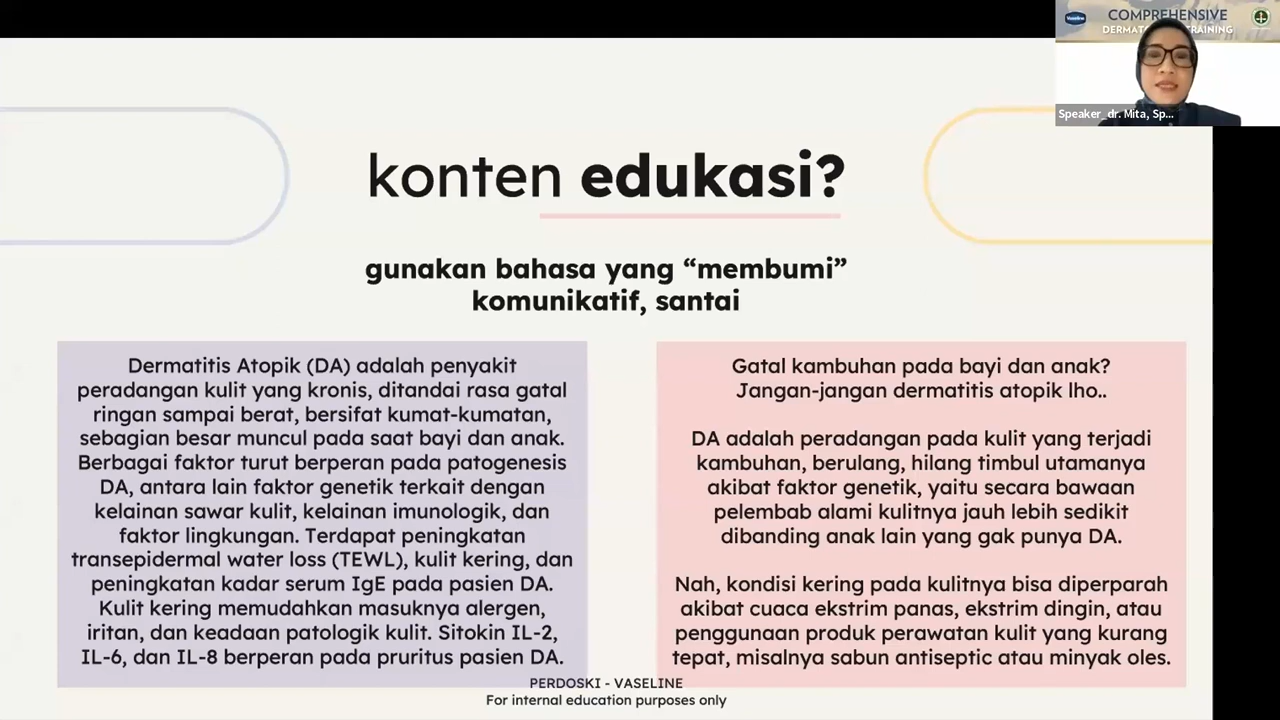 Vaseline
COMPREHENSIVE
Speaker_dr. Mita, Sp...
konten edukasi?
gunakan bahasa yang “membumi”
komunikatif, santai
Dermatitis Atopik (DA) adalah penyakit
peradangan kulit yang kronis, ditandai rasa gatal
ringan sampai berat, bersifat kumat-kumatan,
sebagian besar muncul pada saat bayi dan anak.
Berbagai faktor turut berperan pada patogenesis
DA, antara lain faktor genetik terkait dengan
kelainan sawar kulit, kelainan imunologik, dan
faktor lingkungan. Terdapat peningkatan
transepidermal water loss (TEWL), kulit kering, dan
peningkatan kadar serum IgE pada pasien DA.
Kulit kering memudahkan masuknya alergen,
iritan, dan keadaan patologik kulit. Sitokin IL-2,
IL-6, dan IL-8 berperan pada pruritus pasien DA.
Gatal kambuhan pada bayi dan anak?
Jangan-jangan dermatitis atopik lho..
DA adalah peradangan pada kulit yang terjadi
kambuhan, berulang, hilang timbul utamanya
akibat faktor genetik, yaitu secara bawaan
pelembab alami kulitnya jauh lebih sedikit
dibanding anak lain yang gak punya DA.
Nah, kondisi kering pada kulitnya bisa diperparah
akibat cuaca ekstrim panas, ekstrim dingin, atau
penggunaan produk perawatan kulit yang kurang
tepat, misalnya sabun antiseptic atau minyak oles.
PERDOSKI - VASELINE
For internal education purposes only